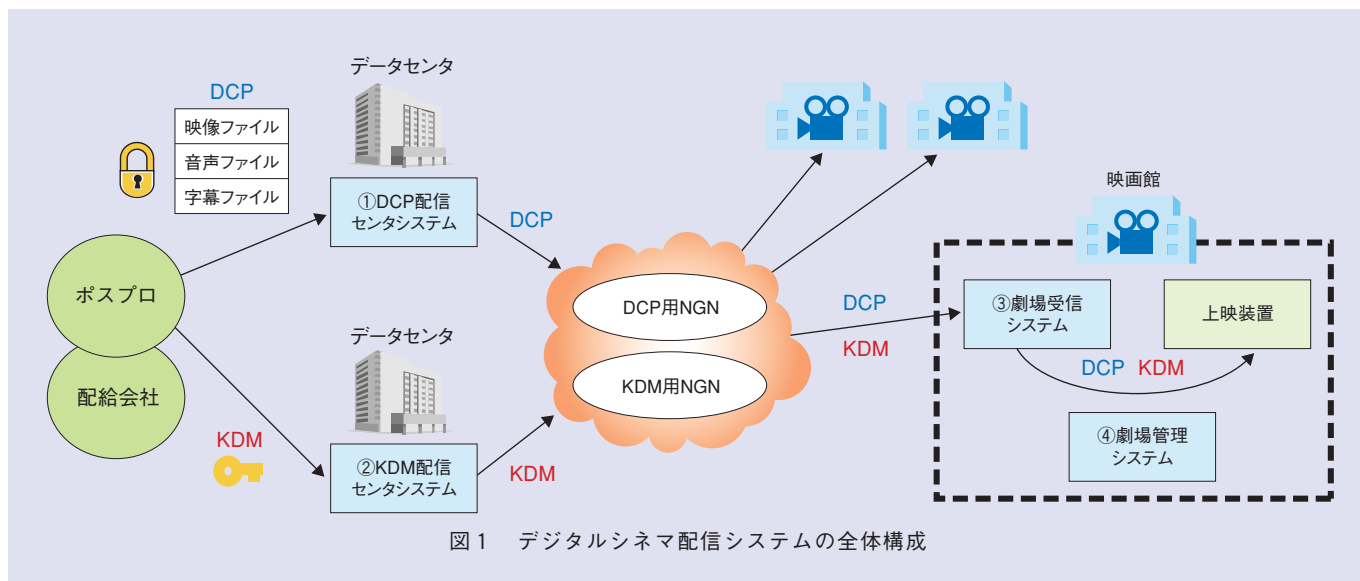 データセンタ
DCP
映像ファイル
音声ファイル
字幕ファイル
①DCP配信
センタシステム
DCP
ポスプロ
配給会社
KDM
データセンタ
②KDM配信
センタシステム
KDM
DCP用NGN
KDM用NGN
DCP
KDM
映画館
③劇場受信
システム
上映装置
DCP KDM
④劇場管理
システム
図1 デジタルシネマ配信システムの全体構成